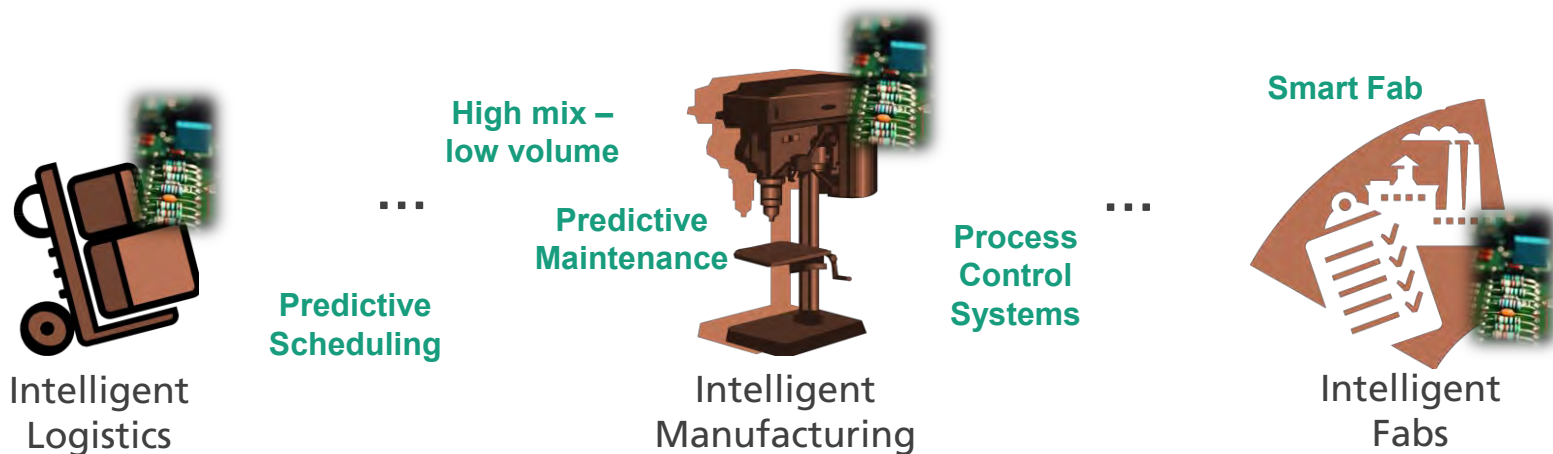 Smart Fab
High mix –
low volume
...
...
Predictive
Maintenance
Process
Control
Systems
Predictive
Scheduling
Intelligent
Logistics
Intelligent
Manufacturing
Intelligent
Fabs